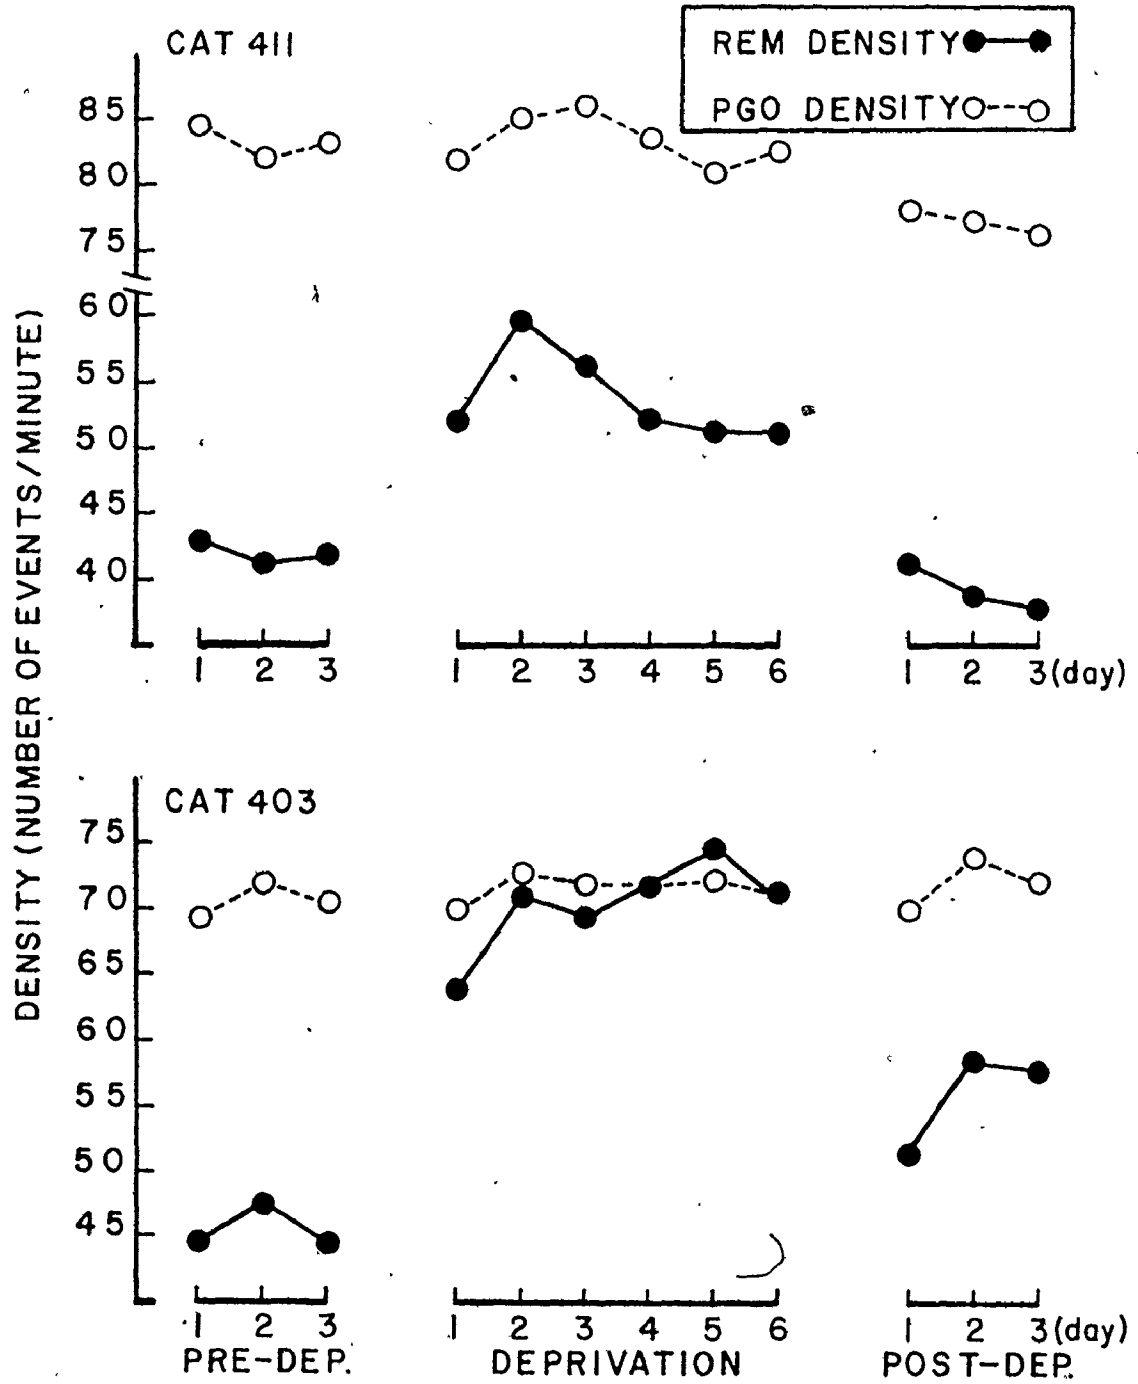 CAT 411
REM DENSITY
PGO DENSITY
85
80
75
60
55
50
45
40
1 2 3
1 2 3 4 5 6
1 2 3 (day)
DENSITY (NUMBER OF EVENTS/MINUTE)
CAT 403
75
70
65
60
55
50
45
1 2 3
1 2 3 4 5 6
1 2 3 (day)
PRE-DEP.
DEPRIVATION
POST-DEP.